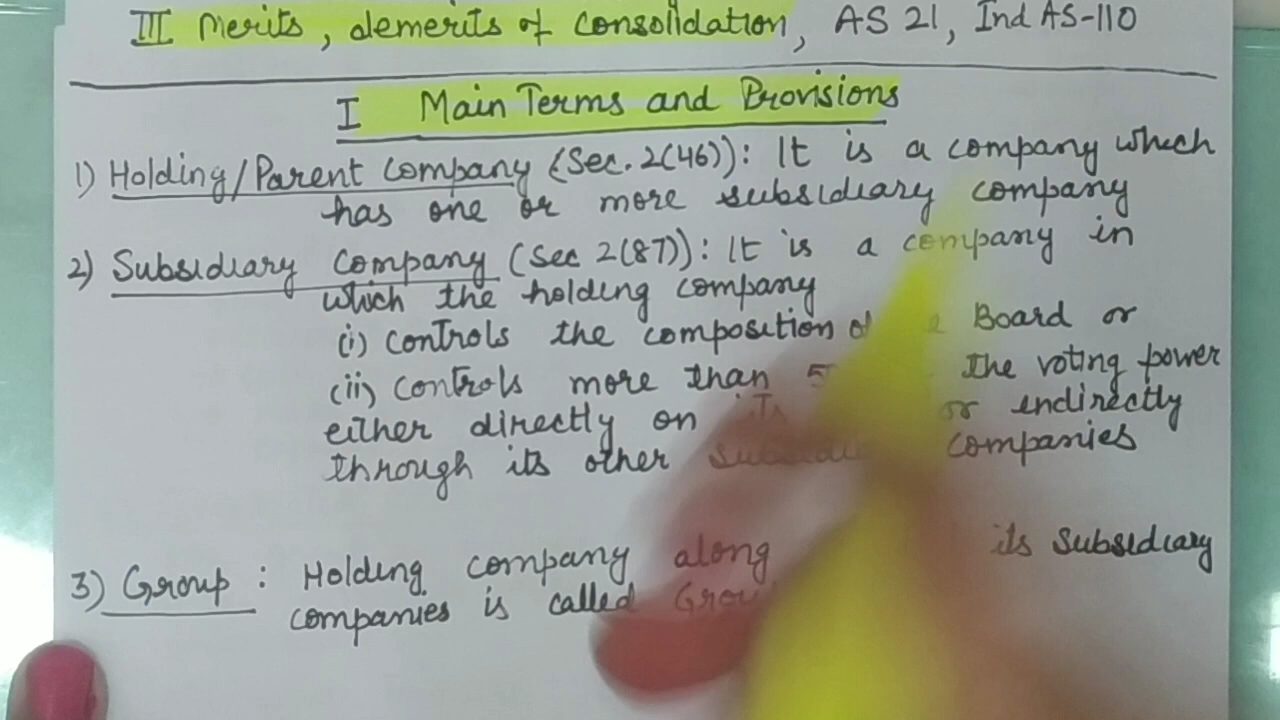 III Merits, demerits of consolidation, AS 21, Ind AS-110
I Main Terms and Provisions
1) Holding/Parent Company (Sec. 2(46)): It is a company which
has one or more subsidiary company
2) Subsidiary Company (Sec 2(87)): It is a company in
which the holding company
(i) controls the composition Board or
(ii) controls more than the voting power
either directly on its or indirectly
through its other companies
3) Group: Holding company along its Subsidiary
companies is called